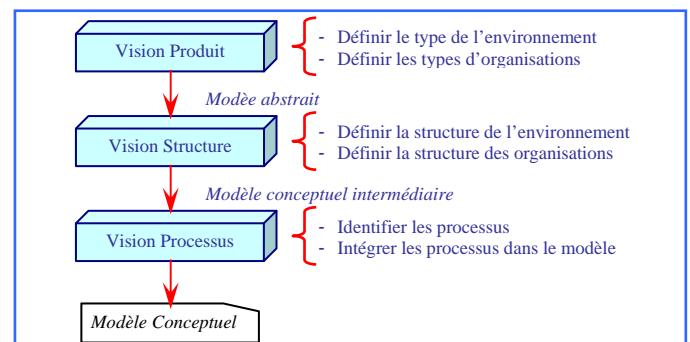 Vision Produit
- Définir le type de l'environnement
- Définir les types d'organisations
Modèe abstrait
Vision Structure
- Définir la structure de l'environnement
- Définir la structure des organisations
Modèle conceptuel intermédiaire
Vision Processus
- Identifier les processus
- Intégrer les processus dans le modèle
Modèle Conceptuel